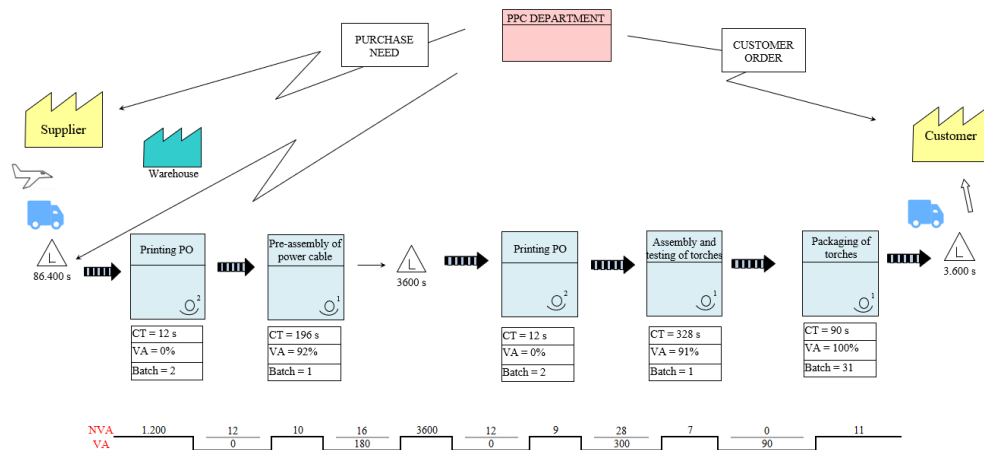 PPC DEPARTMENT
PURCHASE
NEED
CUSTOMER
ORDER
Supplier
Warehouse
Customer
L
86.400 s
Printing PO
2
Pre-assembly of
power cable
1
L
3600 s
Printing PO
2
Assembly and
testing of torches
1
Packaging of
torches
1
L
3.600 s
CT = 12 s
VA = 0%
Batch = 2
CT = 196 s
VA = 92%
Batch = 1
CT = 12 s
VA = 0%
Batch = 2
CT = 328 s
VA = 91%
Batch = 1
CT = 90 s
VA = 100%
Batch = 31
NVA 1.200 12 10 16 3600 12 9 28 7 0 11
VA 0 180 0 300 90